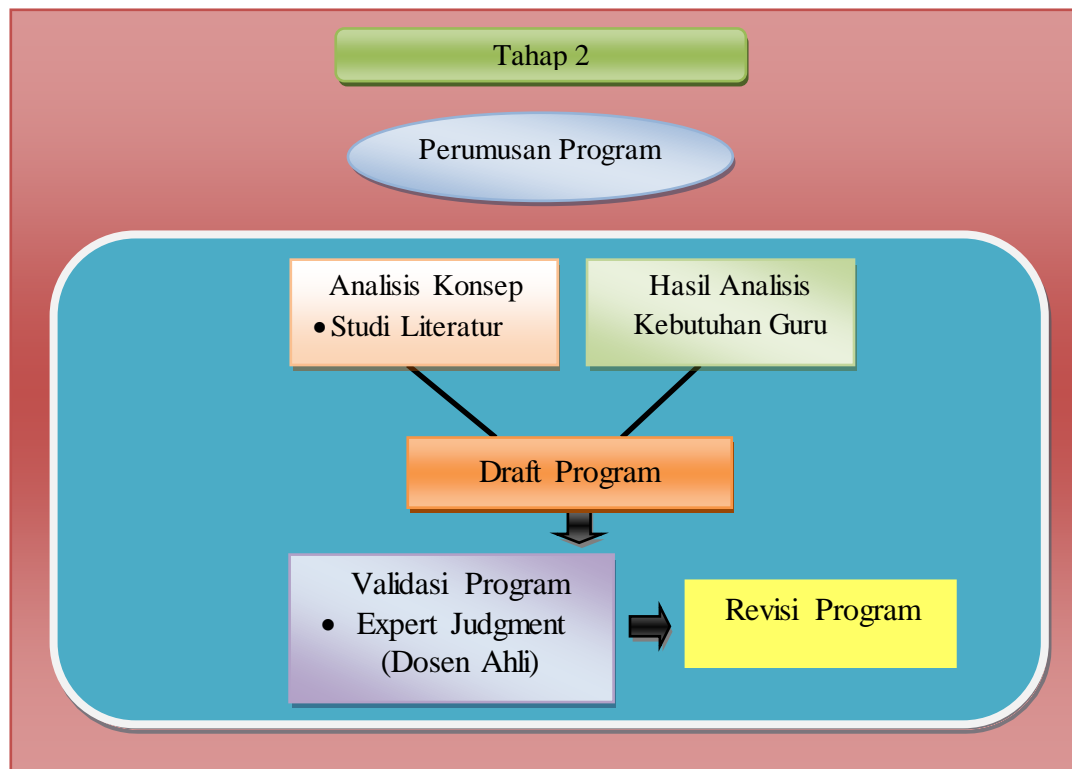 Tahap 2
Perumusan Program
Analisis Konsep
• Studi Literatur
Hasil Analisis
Kebutuhan Guru
Draft Program
Validasi Program
• Expert Judgment
(Dosen Ahli)
Revisi Program